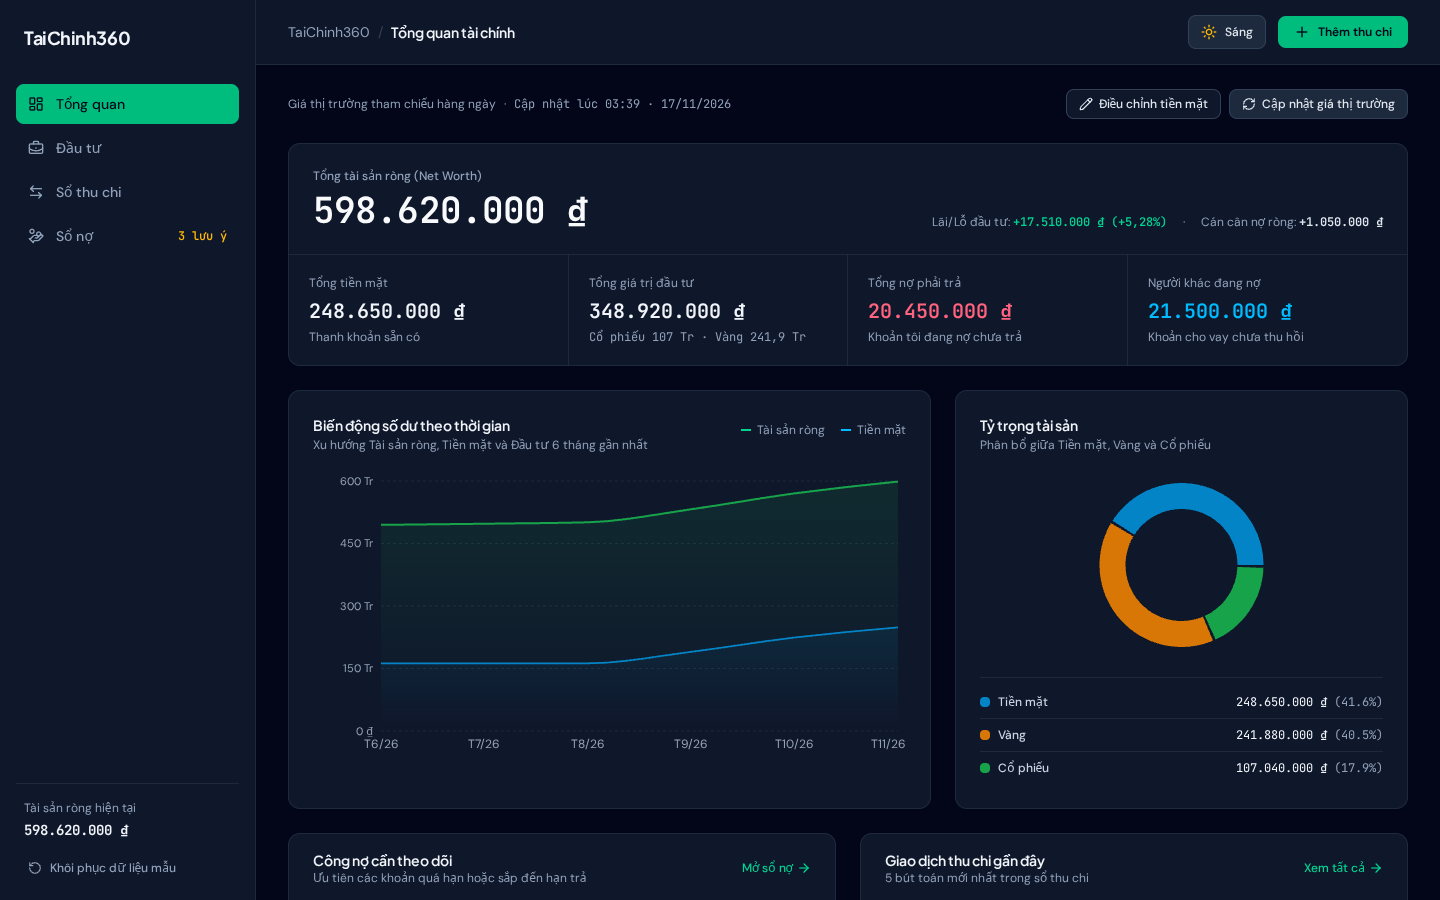 TaiChinh360
Tổng quan
Đầu tư
Sổ thu chi
Sổ nợ 3 lưu ý
Tài sản ròng hiện tại
598.620.000 ₫
Khôi phục dữ liệu mẫu
TaiChinh360 / Tổng quan tài chính
Sáng
Thêm thu chi
Giá thị trường tham chiếu hàng ngày · Cập nhật lúc 03:39 · 17/11/2026
Điều chỉnh tiền mặt
Cập nhật giá thị trường
Tổng tài sản ròng (Net Worth)
598.620.000 ₫
Lãi/Lỗ đầu tư: +17.510.000 ₫ (+5,28%) · Cán cân nợ ròng: +1.050.000 ₫
Tổng tiền mặt
248.650.000 ₫
Thanh khoản sẵn có
Tổng giá trị đầu tư
348.920.000 ₫
Cổ phiếu 107 Tr · Vàng 241,9 Tr
Tổng nợ phải trả
20.450.000 ₫
Khoản tôi đang nợ chưa trả
Người khác đang nợ
21.500.000 ₫
Khoản cho vay chưa thu hồi
Biến động số dư theo thời gian
Xu hướng Tài sản ròng, Tiền mặt và Đầu tư 6 tháng gần nhất
Tài sản ròng
Tiền mặt
600 Tr
450 Tr
300 Tr
150 Tr
0 ₫
T6/26 T7/26 T8/26 T9/26 T10/26 T11/26
Tỷ trọng tài sản
Phân bổ giữa Tiền mặt, Vàng và Cổ phiếu
Tiền mặt 248.650.000 ₫ (41.6%)
Vàng 241.880.000 ₫ (40.5%)
Cổ phiếu 107.040.000 ₫ (17.9%)
Công nợ cần theo dõi
Ưu tiên các khoản quá hạn hoặc sắp đến hạn trả
Mở sổ nợ →
Giao dịch thu chi gần đây
5 bút toán mới nhất trong sổ thu chi
Xem tất cả →